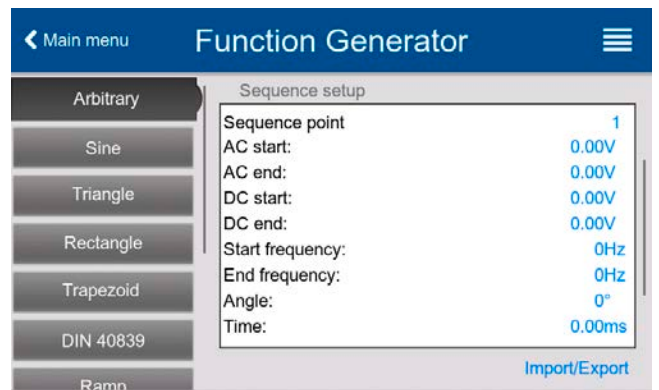 Main menu
Function Generator
Arbitrary
Sine
Triangle
Rectangle
Trapezoid
DIN 40839
Ramp
Sequence setup
Sequence point 1
AC start: 0.00V
AC end: 0.00V
DC start: 0.00V
DC end: 0.00V
Start frequency: 0Hz
End frequency: 0Hz
Angle: 0°
Time: 0.00ms
Import/Export